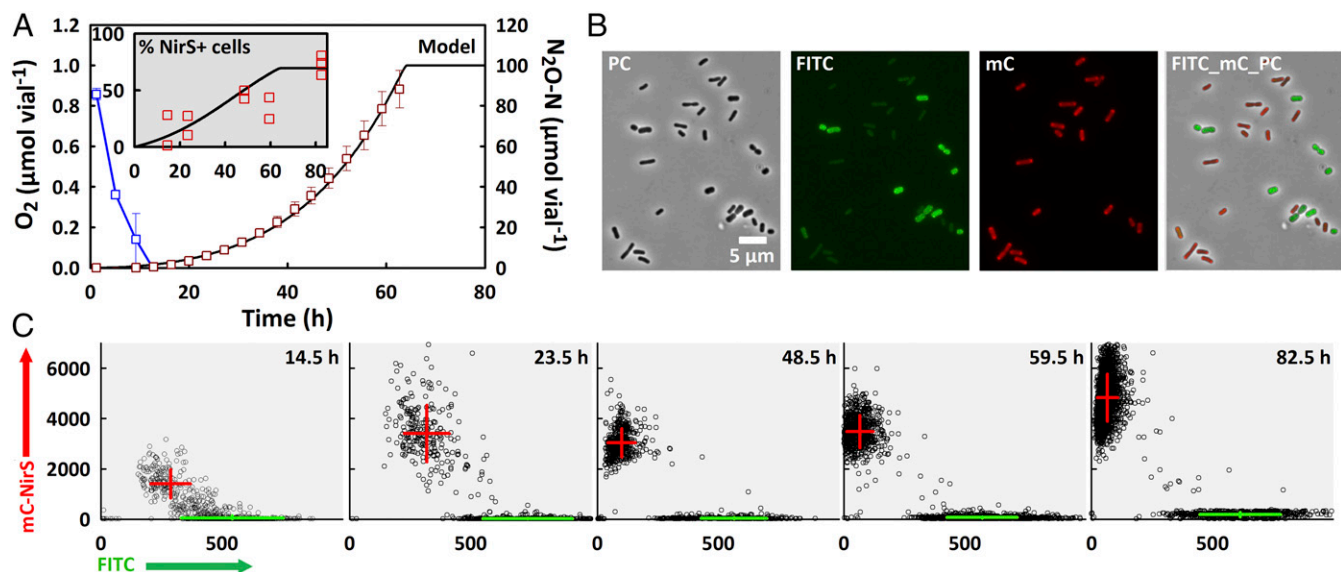 A
O₂ (µmol vial⁻¹)
1.2
1.0
0.8
0.6
0.4
0.2
0.0
100
50
0
% NirS+ cells
0 20 40 60 80
Model
120
100
80
60
40
20
0
N₂O-N (µmol vial⁻¹)
0 20 40 60 80
Time (h)
B
PC
FITC
mC
FITC_mC_PC
5 µm
C
mC-NirS
6000
4000
2000
0
14.5 h
23.5 h
48.5 h
59.5 h
82.5 h
0 500 0 500 0 500 0 500 0 500
FITC